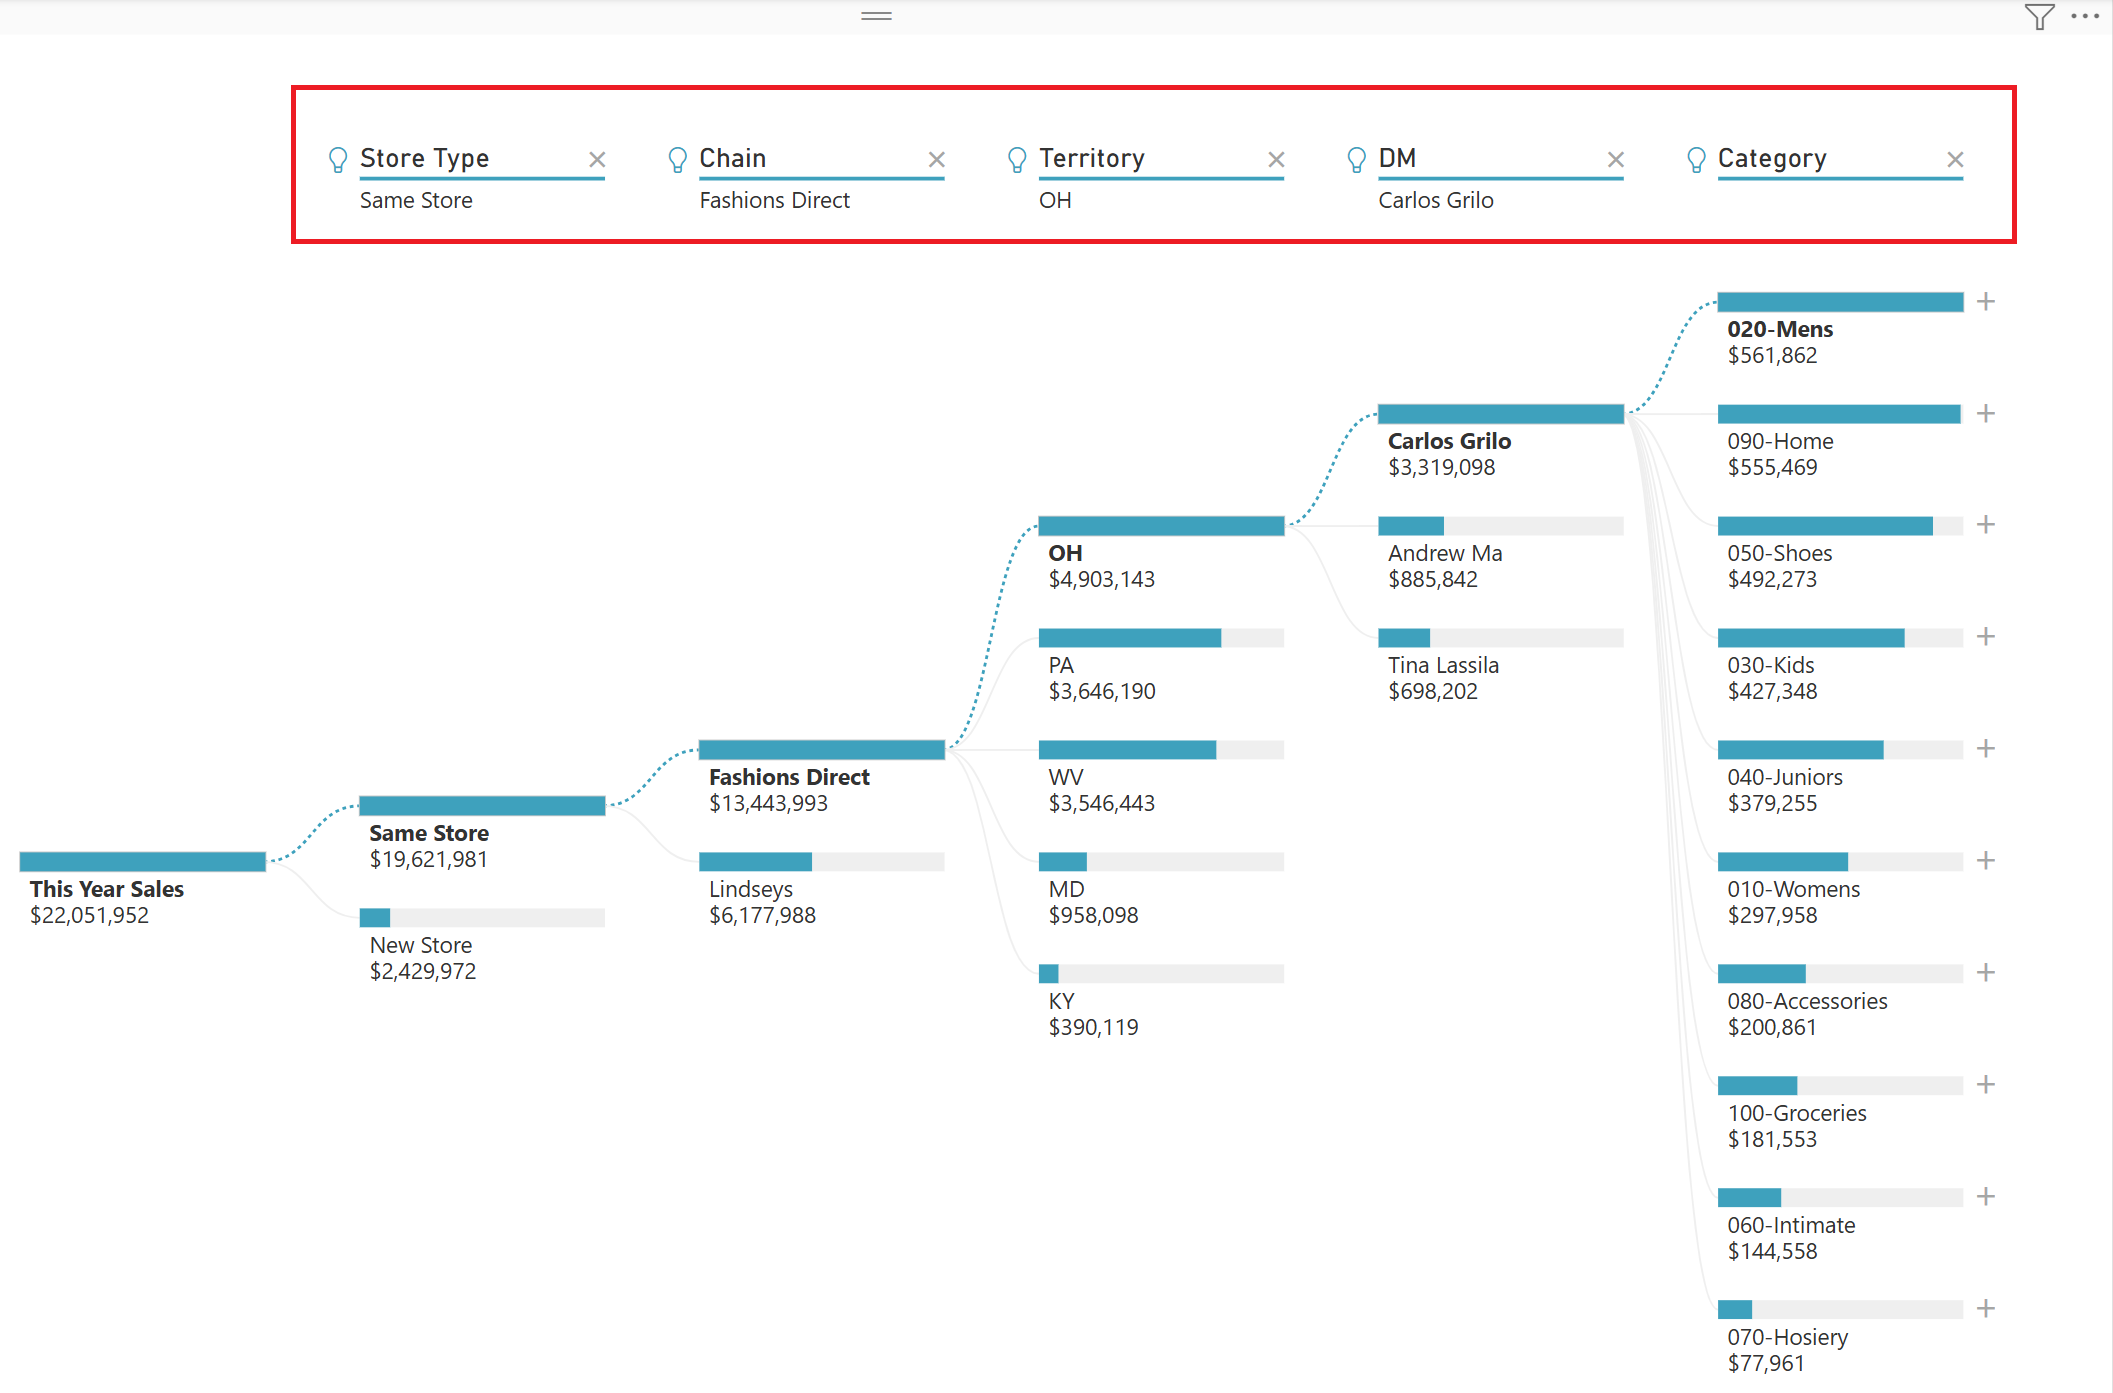 Store Type
Same Store
Chain
Fashions Direct
Territory
OH
DM
Carlos Grilo
Category
This Year Sales
$22,051,952
Same Store
$19,621,981
New Store
$2,429,972
Fashions Direct
$13,443,993
Lindseys
$6,177,988
OH
$4,903,143
PA
$3,646,190
WV
$3,546,443
MD
$958,098
KY
$390,119
Carlos Grilo
$3,319,098
Andrew Ma
$885,842
Tina Lassila
$698,202
020-Mens
$561,862
090-Home
$555,469
050-Shoes
$492,273
030-Kids
$427,348
040-Juniors
$379,255
010-Womens
$297,958
080-Accessories
$200,861
100-Groceries
$181,553
060-Intimate
$144,558
070-Hosiery
$77,961